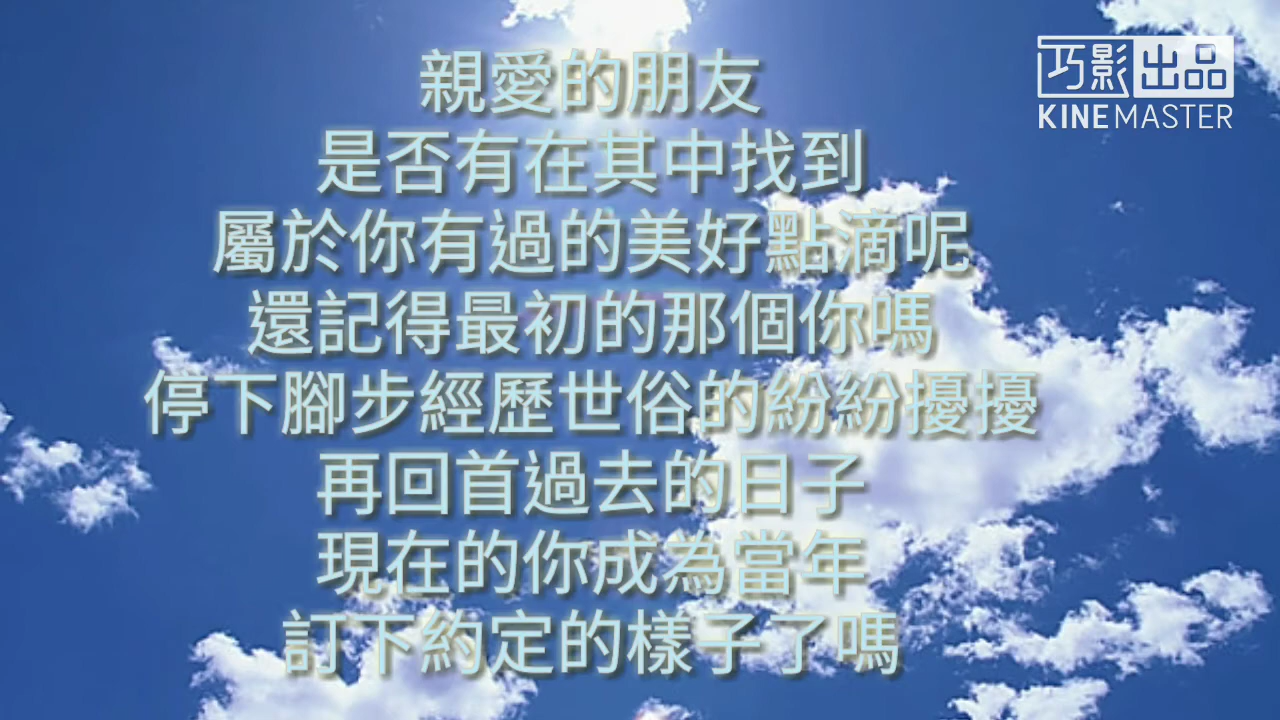 親愛的朋友
是否有在其中找到
屬於你有過的美好點滴呢
還記得最初的那個你嗎
停下腳步經歷世俗的紛紛擾擾
再回首過去的日子
現在的你成為當年
訂下約定的樣子了嗎
巧影出品
KINEMASTER